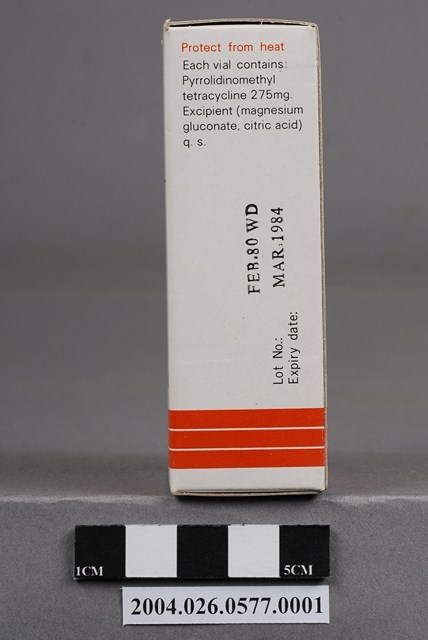 Protect from heat
Each vial contains:
Pyrrolidinomethyl
tetracycline 275mg.
Excipient (magnesium
gluconate, citric acid)
q. s.
Lot No.: FEB.80 WD
Expiry date: MAR.1984
1CM 5CM
2004.026.0577.0001